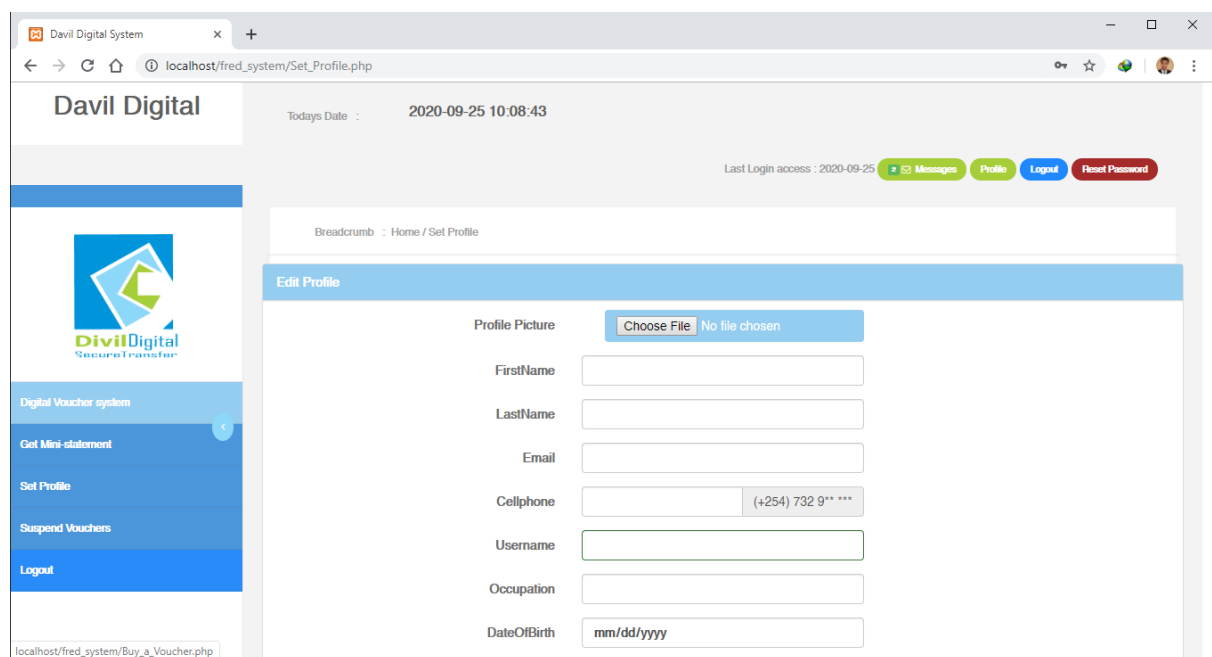 Davil Digital System
localhost/fred_system/Set_Profile.php
Davil Digital
Todays Date : 2020-09-25 10:08:43
Last Login access : 2020-09-25 2 Messages Profile Logout Reset Password
Breadcrumb : Home / Set Profile
DivilDigital
SecureTransfer
Edit Profile
Profile Picture Choose File No file chosen
FirstName
LastName
Email
Cellphone (+254) 732 9** ***
Username
Occupation
DateOfBirth mm/dd/yyyy
Digital Voucher system
Get Mini-statement
Set Profile
Suspend Vouchers
Logout
localhost/fred_system/Buy_a_Voucher.php